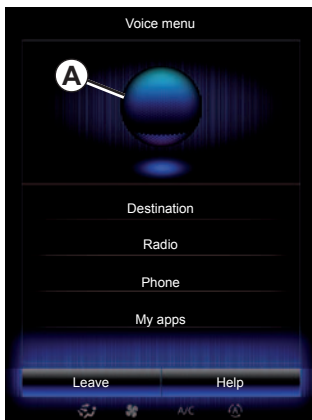 Voice menu
A
Destination
Radio
Phone
My apps
Leave Help
A/C A